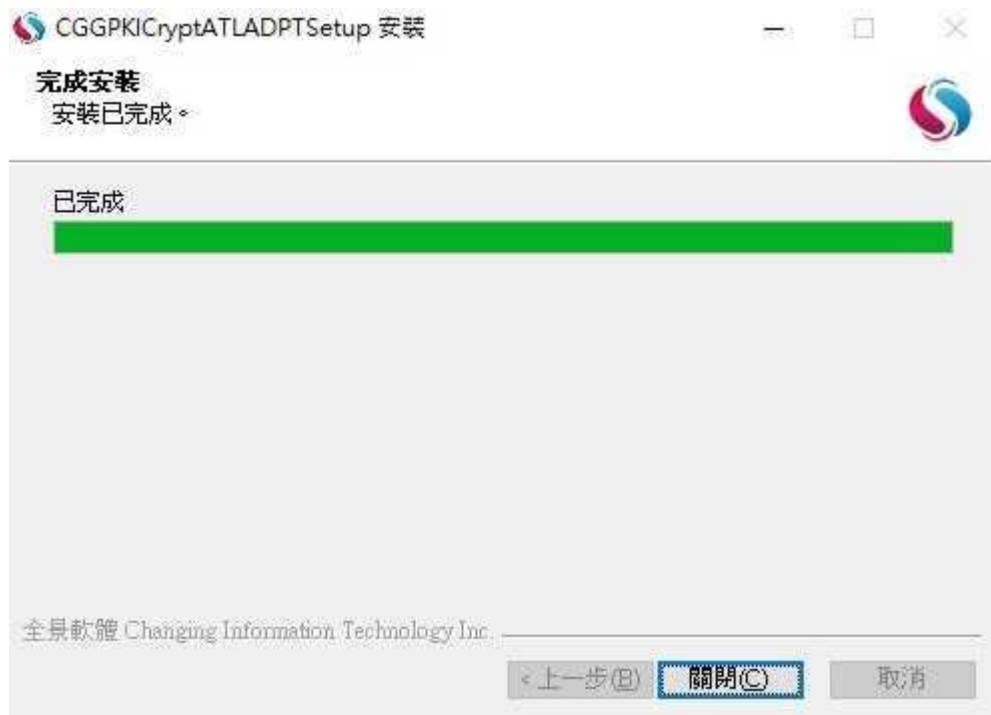 CGGPKICryptATLADPTSetup 安裝
完成安裝
安裝已完成。
已完成
全景軟體 Changing Information Technology Inc.
< 上一步(B) 關閉(C) 取消